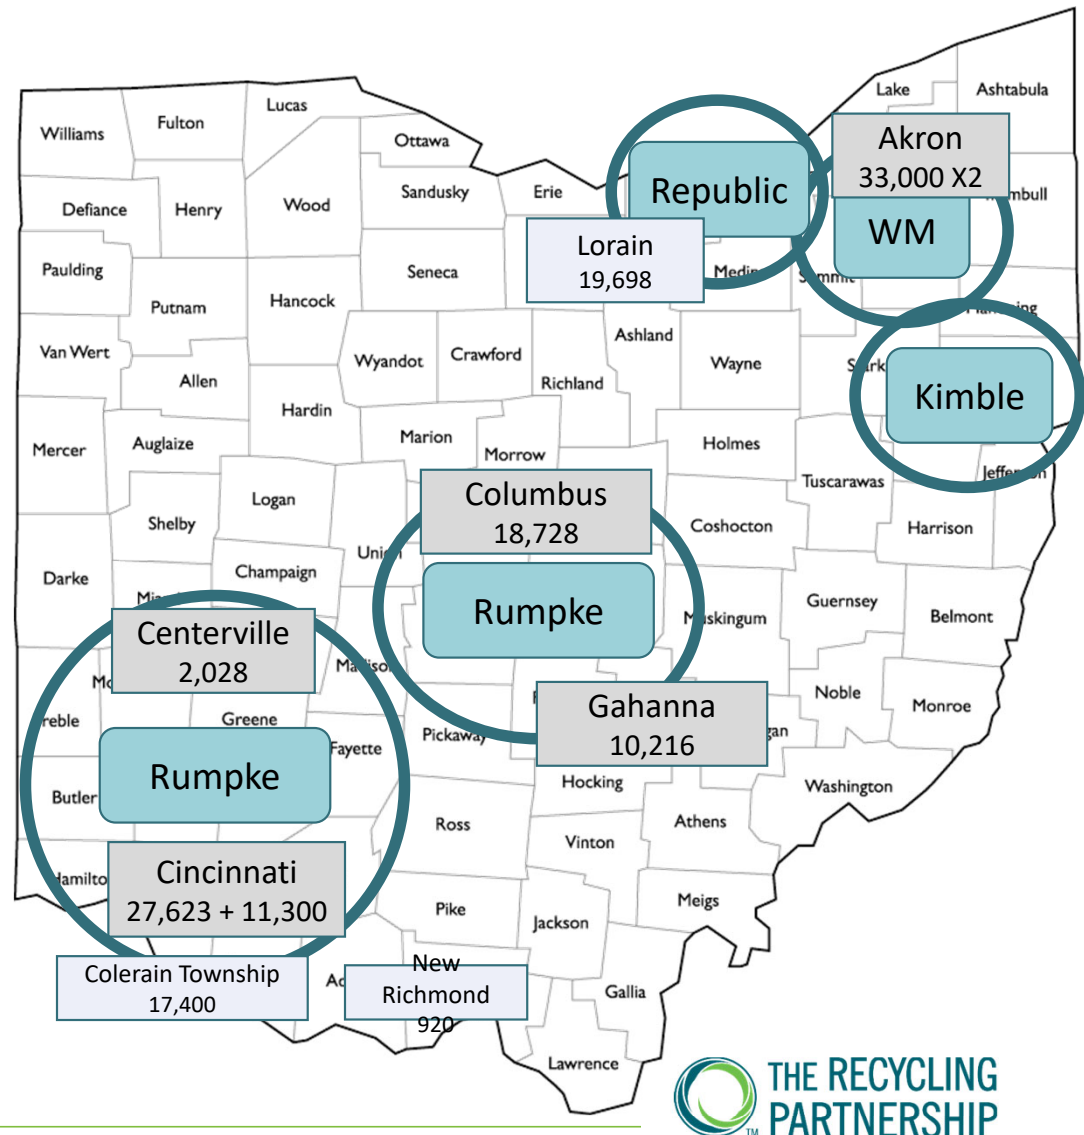 Lake
Ashtabula
Lucas
Williams
Fulton
Ottawa
Akron
33,000 X2
Republic
WM
Defiance
Henry
Wood
Sandusky
Erie
Lorain
19,698
Paulding
Putnam
Hancock
Seneca
Van Wert
Allen
Wyandot
Crawford
Richland
Ashland
Wayne
Kimble
Hardin
Mercer
Auglaize
Marion
Morrow
Holmes
Tuscarawas
Logan
Shelby
Columbus
18,728
Coshocton
Harrison
Darke
Champaign
Rumpke
Guernsey
Belmont
Centerville
2,028
Noble
Monroe
Greene
Fayette
Pickaway
Gahanna
10,216
Rumpke
Butler
Hocking
Washington
Ross
Vinton
Athens
Cincinnati
27,623 + 11,300
Pike
Jackson
Meigs
Colerain Township
17,400
New
Richmond
920
Gallia
Lawrence
THE RECYCLING
PARTNERSHIP
TM